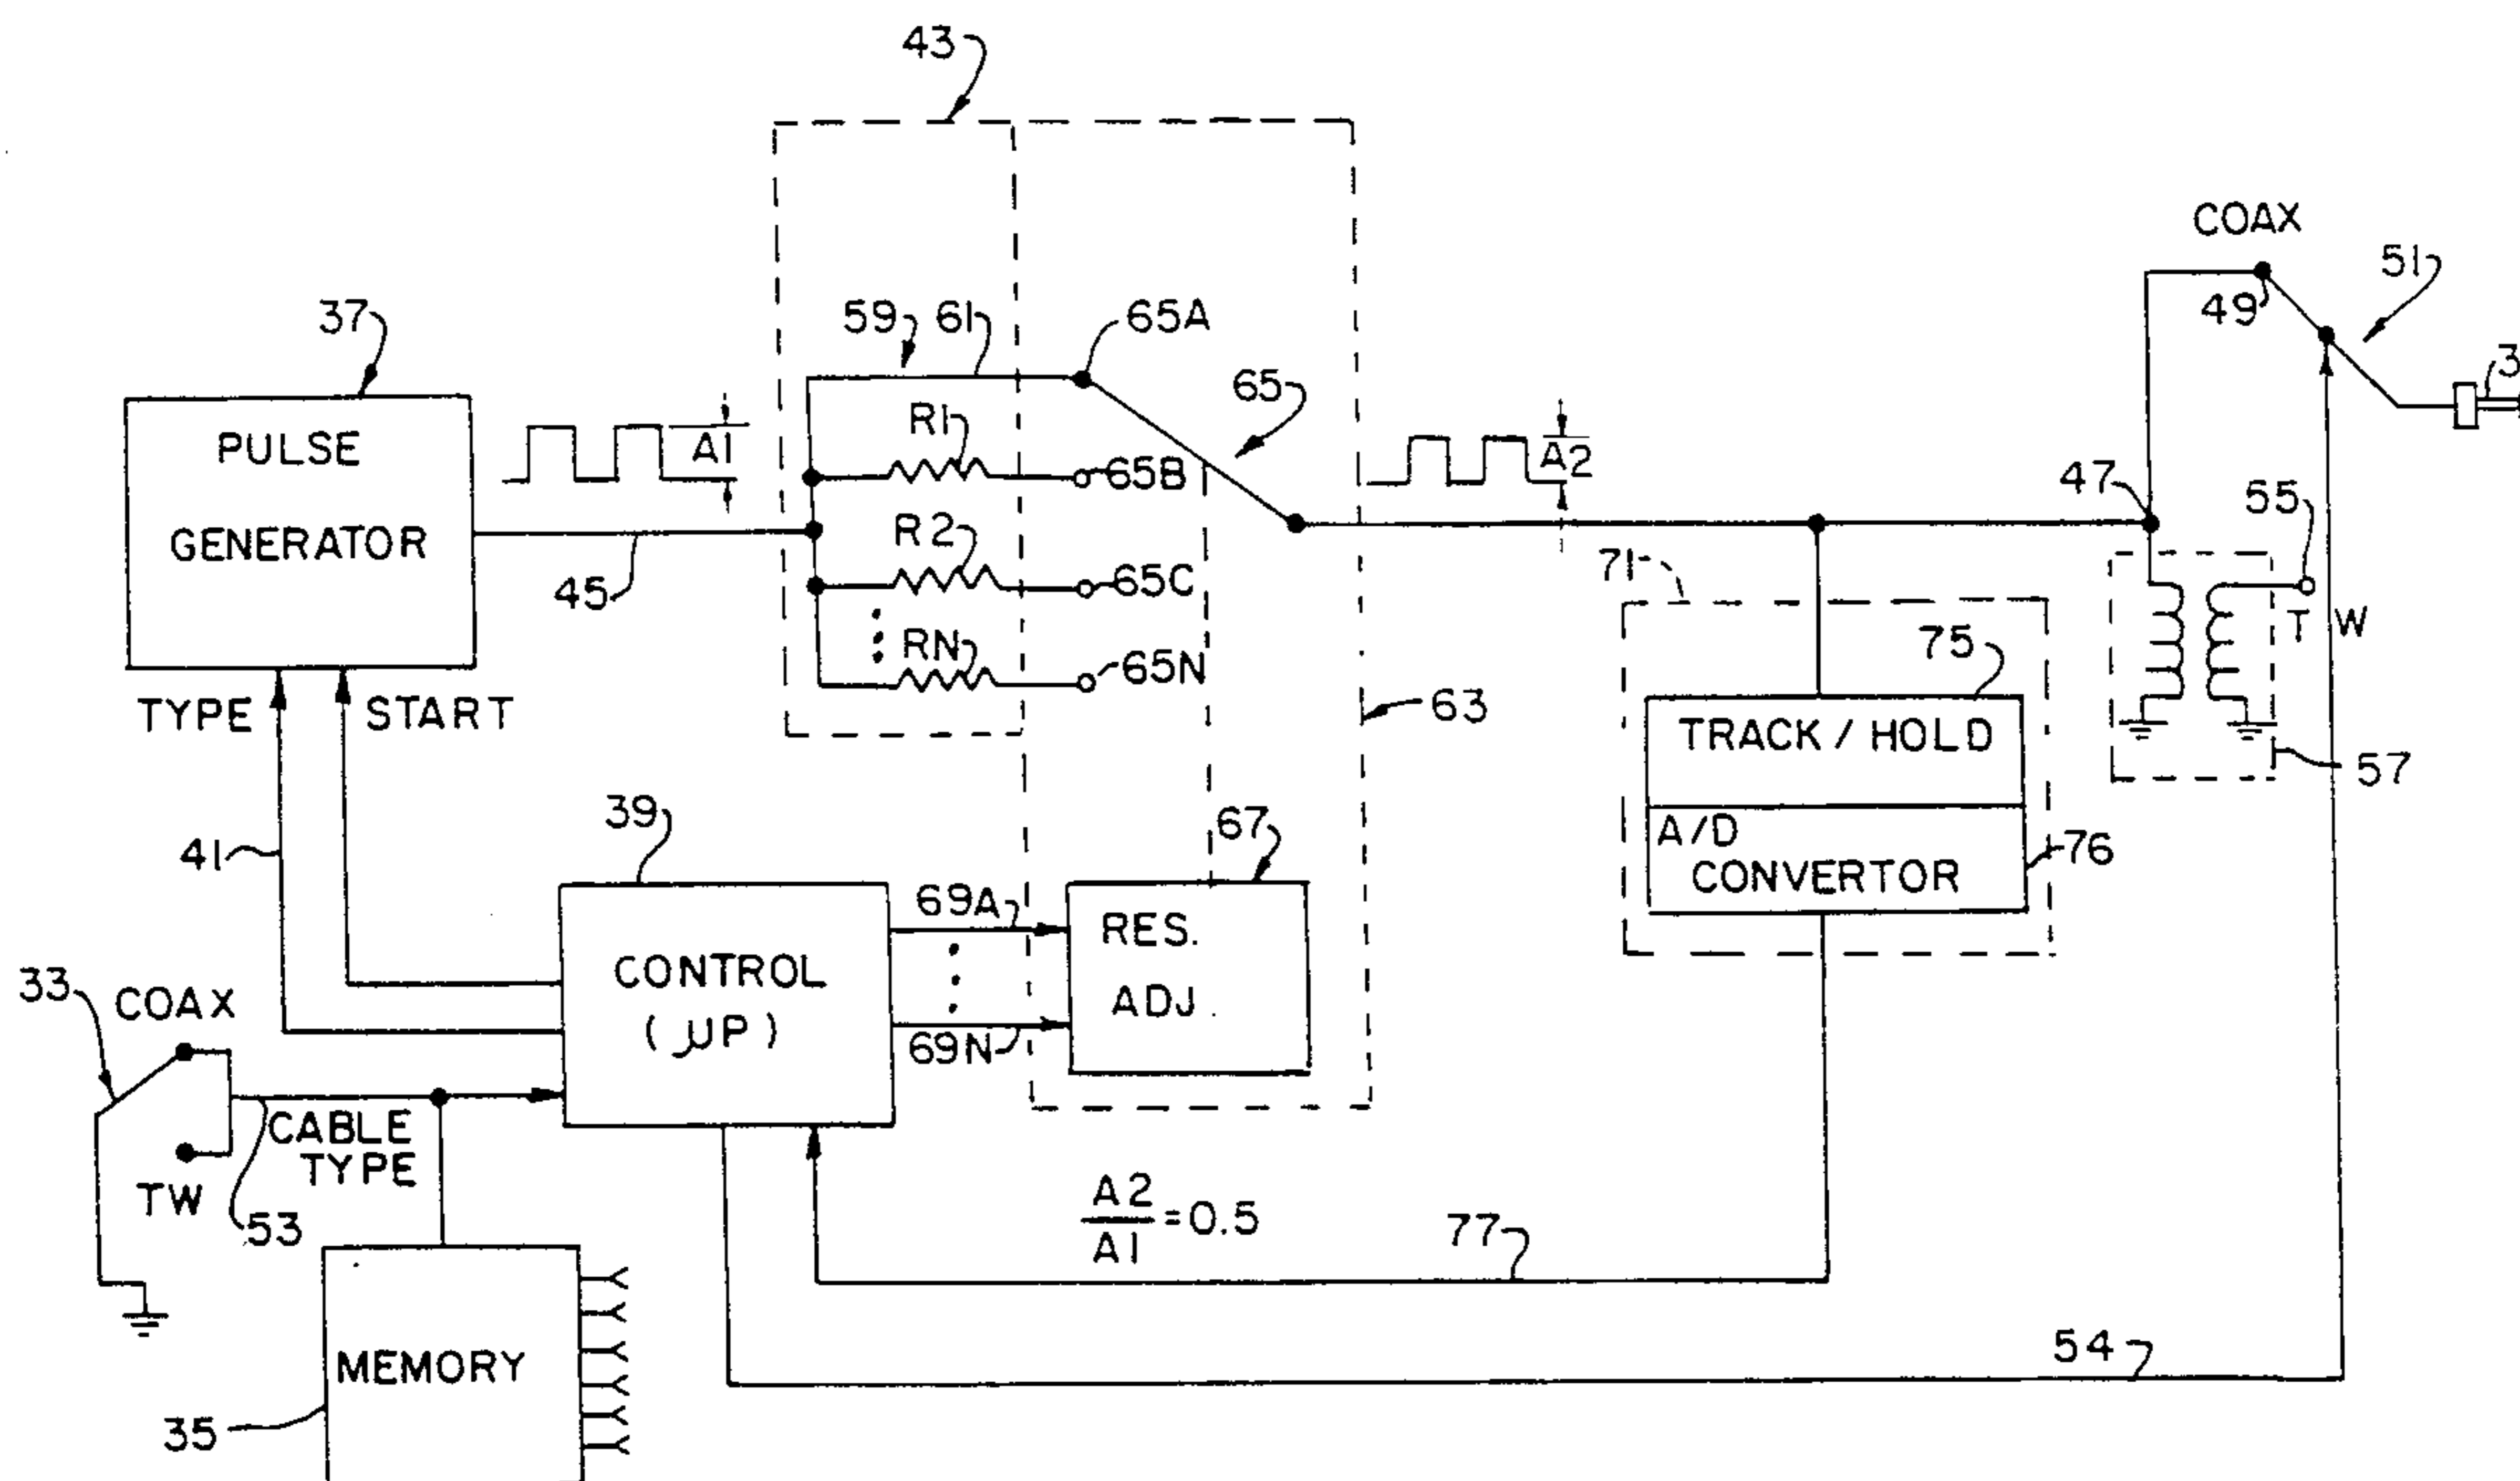 43
COAX
51
49
37
59
61
65A
65
R1
A1
65B
A2
47
55
PULSE
GENERATOR
45
R2
65C
71
RN
65N
T W
75
TYPE
START
63
TRACK / HOLD
57
39
67
A/D
CONVERTOR
76
41
69A
RES.
ADJ.
33
COAX
CONTROL
(μP)
69N
CABLE
TYPE
TW
53
A2
A1
=0.5
77
MEMORY
54
35